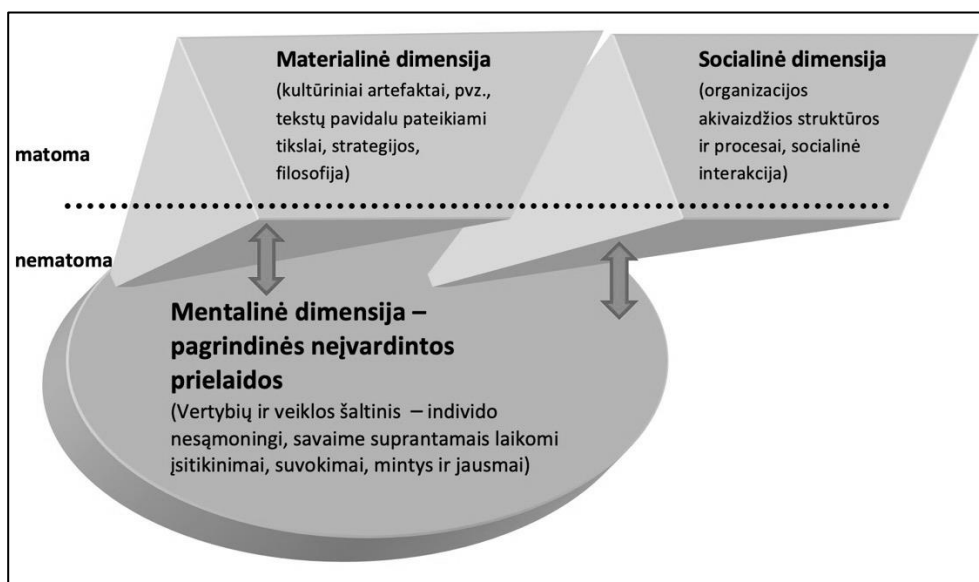 Materialinė dimensija
(kultūriniai artefaktai, pvz.,
tekstų pavidalu pateikiami
tikslai, strategijos,
filosofija)
Socialinė dimensija
(organizacijos
akivaizdžios struktūros
ir procesai, socialinė
interakcija)
matoma
nematoma
Mentalinė dimensija –
pagrindinės neįvardintos
prielaidos
(Vertybių ir veiklos šaltinis – individo
nesąmoningi, savaime suprantamais laikomi
įsitikinimai, suvokimai, mintys ir jausmai)